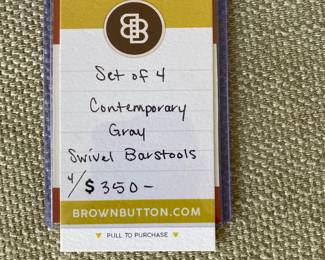 BB
Set of 4
Contemporary
Gray
Swivel Barstools
4/$350-
BROWNBUTTON.COM
PULL TO PURCHASE